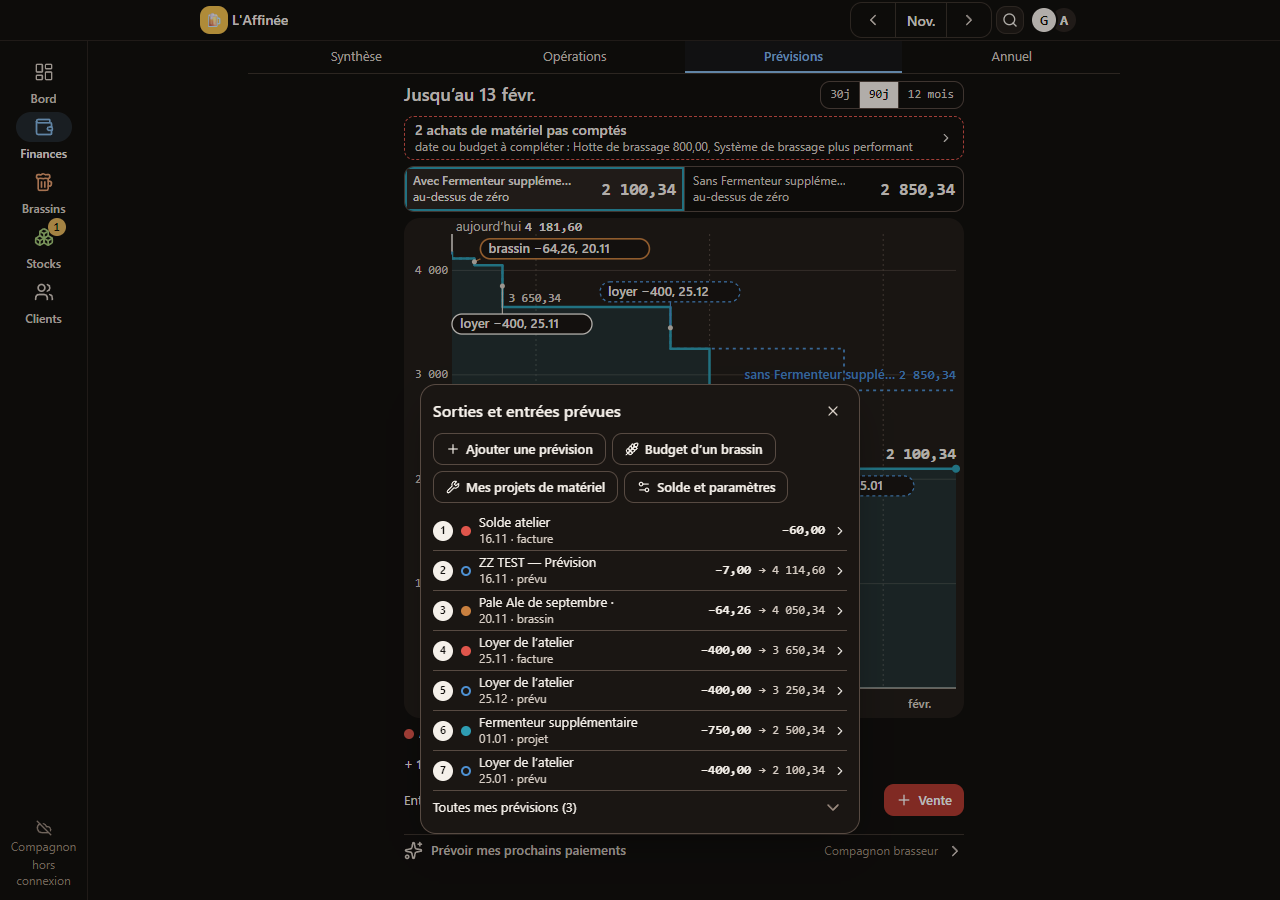 L'Affinée
Nov.
G A
Synthèse
Opérations
Prévisions
Annuel
Bord
Finances
Brassins
1
Stocks
Clients
Compagnon
hors
connexion
Jusqu'au 13 févr.
30j 90j 12 mois
2 achats de matériel pas comptés
date ou budget à compléter : Hotte de brassage 800,00, Système de brassage plus performant
Avec Fermenteur suppléme…
au-dessus de zéro
2 100,34
Sans Fermenteur suppléme…
au-dessus de zéro
2 850,34
aujourd'hui 4 181,60
brassin −64,26, 20.11
4 000
loyer −400, 25.12
3 650,34
loyer −400, 25.11
3 000
sans Fermenteur supplé… 2 850,34
2 100,34
5.01
févr.
Sorties et entrées prévues
+ Ajouter une prévision
Budget d'un brassin
Mes projets de matériel
Solde et paramètres
1 Solde atelier
16.11 · facture
−60,00
2 ZZ TEST — Prévision
16.11 · prévu
−7,00 → 4 114,60
3 Pale Ale de septembre ·
20.11 · brassin
−64,26 → 4 050,34
4 Loyer de l'atelier
25.11 · facture
−400,00 → 3 650,34
5 Loyer de l'atelier
25.12 · prévu
−400,00 → 3 250,34
6 Fermenteur supplémentaire
01.01 · projet
−750,00 → 2 500,34
7 Loyer de l'atelier
25.01 · prévu
−400,00 → 2 100,34
Toutes mes prévisions (3)
+ Vente
Prévoir mes prochains paiements
Compagnon brasseur